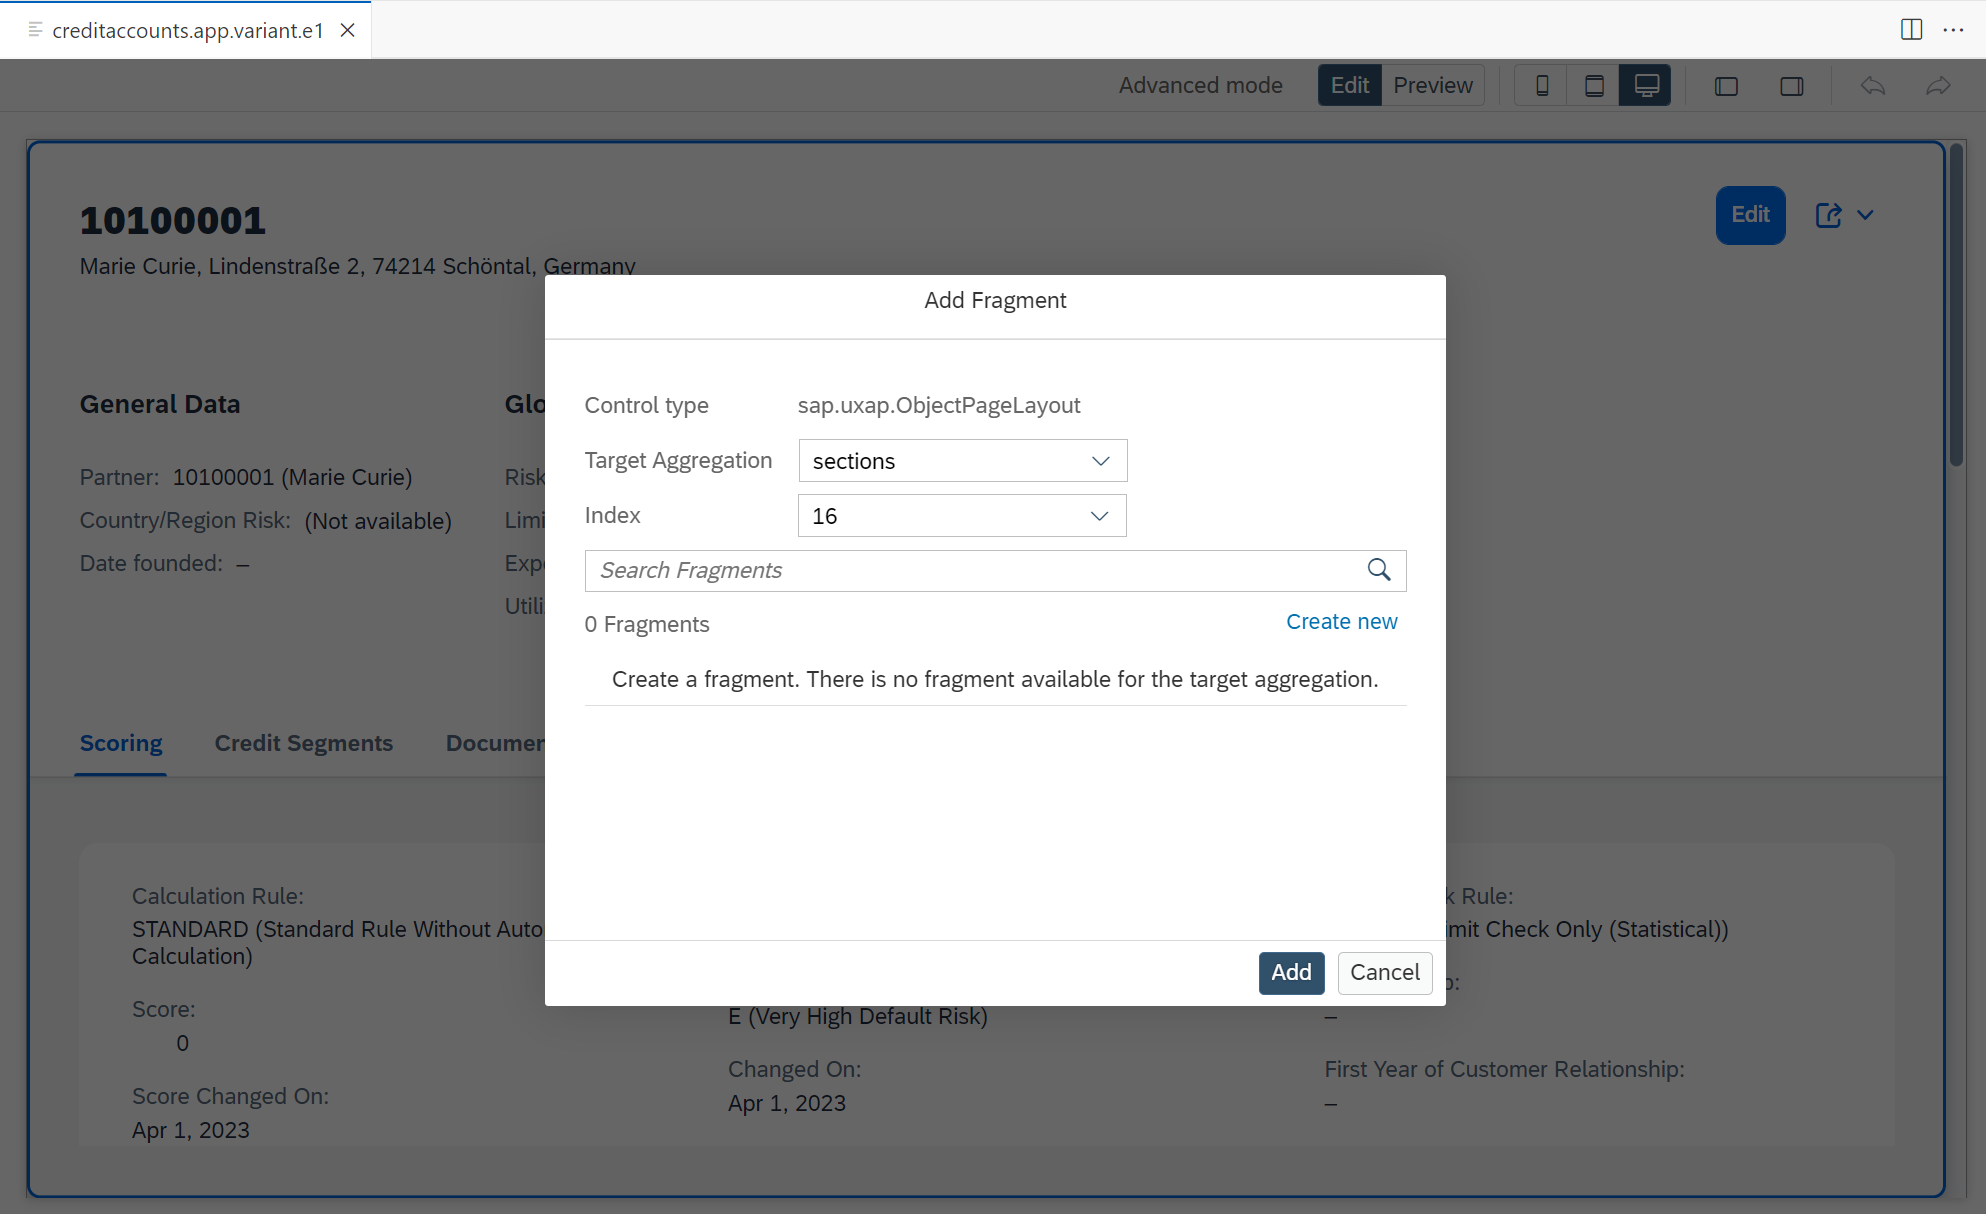 creditaccounts.app.variant.e1
Advanced mode
Edit
Preview
10100001
Marie Curie, Lindenstraße 2, 74214 Schöntal, Germany
Edit
Add Fragment
Control type
sap.uxap.ObjectPageLayout
Target Aggregation
sections
Index
16
Search Fragments
0 Fragments
Create new
Create a fragment. There is no fragment available for the target aggregation.
Add
Cancel
General Data
Glo
Partner: 10100001 (Marie Curie)
Country/Region Risk: (Not available)
Date founded: –
Risk
Limi
Expo
Utili
Scoring
Credit Segments
Documen
Calculation Rule:
STANDARD (Standard Rule Without Auto
Calculation)
Score:
0
Score Changed On:
Apr 1, 2023
E (Very High Default Risk)
Changed On:
Apr 1, 2023
k Rule:
imit Check Only (Statistical))
p:
–
First Year of Customer Relationship:
–